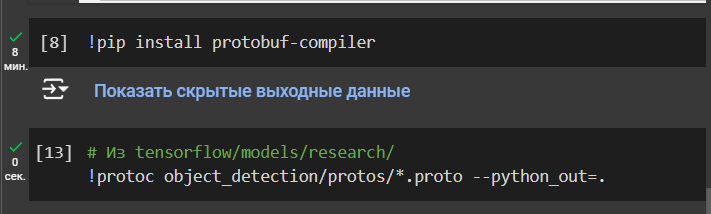 8
мин.
[8] !pip install protobuf-compiler
Показать скрытые выходные данные
0
сек.
[13] # Из tensorflow/models/research/
!protoc object_detection/protos/*.proto --python_out=.